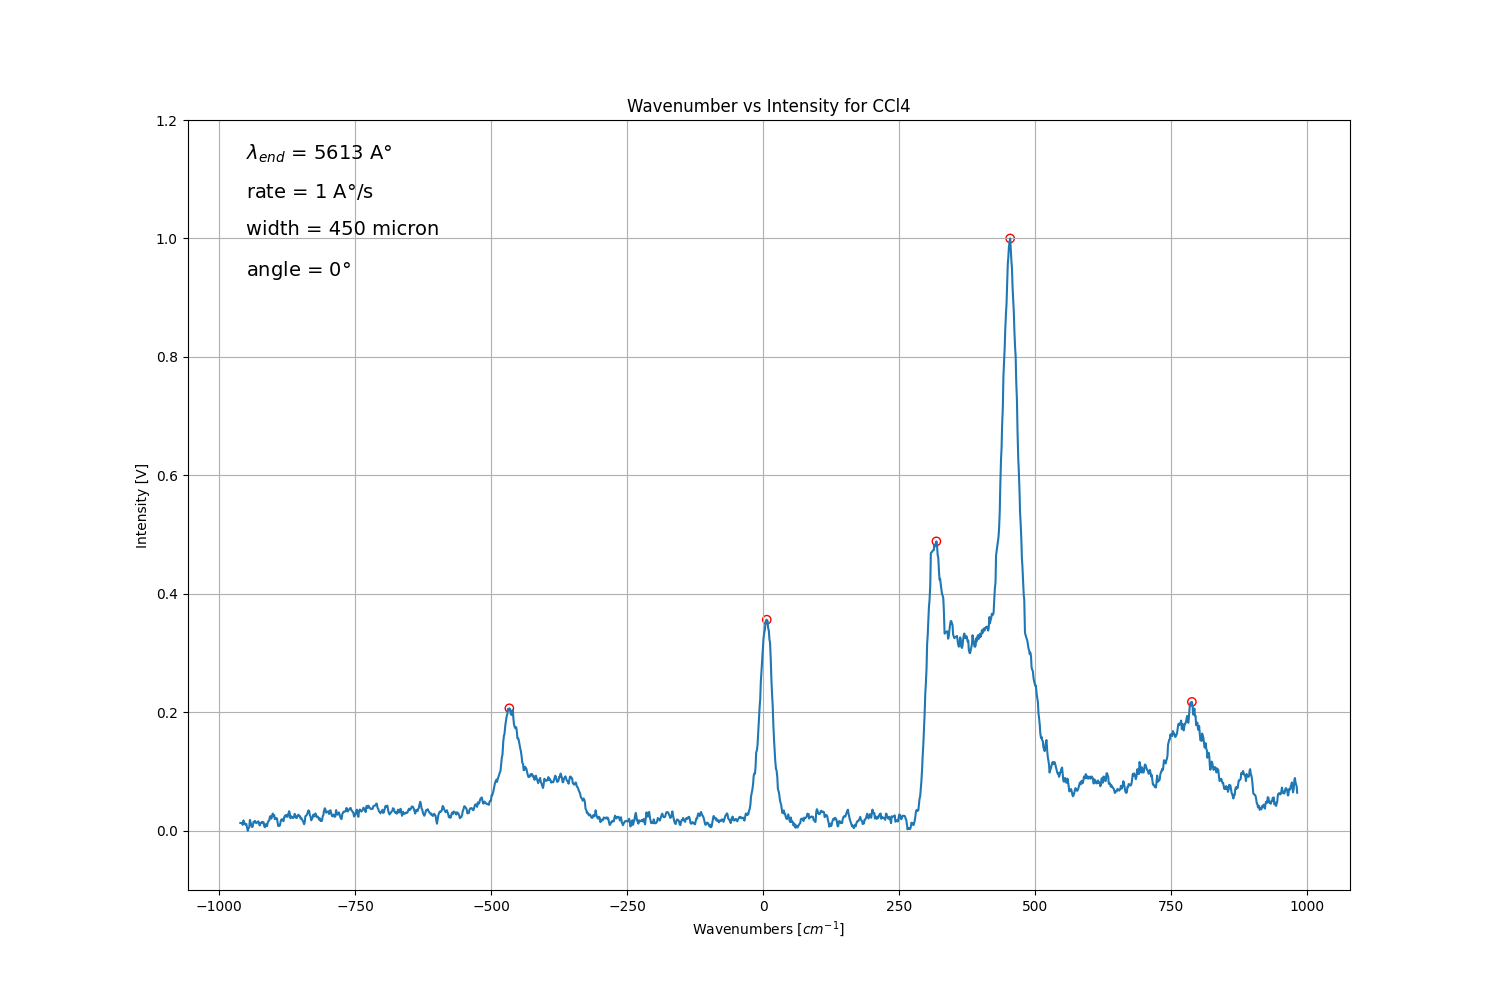 Wavenumber vs Intensity for CCl4
1.2
1.0
0.8
0.6
0.4
0.2
0.0
Intensity [V]
λ_end = 5613 A°
rate = 1 A°/s
width = 450 micron
angle = 0°
−1000 −750 −500 −250 0 250 500 750 1000
Wavenumbers [cm⁻¹]